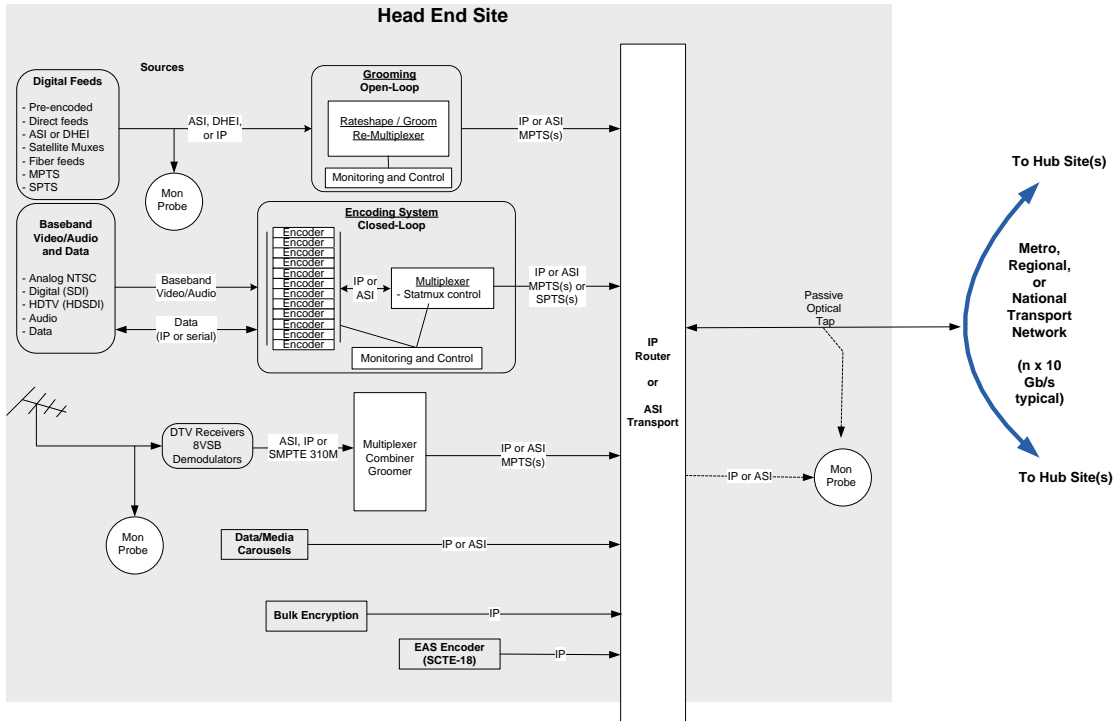 Head End Site
Sources
Digital Feeds
- Pre-encoded
- Direct feeds
- ASI or DHEI
- Satellite Muxes
- Fiber feeds
- MPTS
- SPTS
ASI, DHEI,
or IP
Mon
Probe
Grooming
Open-Loop
Rateshape / Groom
Re-Multiplexer
Monitoring and Control
IP or ASI
MPTS(s)
Baseband
Video/Audio
and Data
- Analog NTSC
- Digital (SDI)
- HDTV (HDSDI)
- Audio
- Data
Baseband
Video/Audio
Data
(IP or serial)
Encoding System
Closed-Loop
Encoder
Encoder
Encoder
Encoder
Encoder
Encoder
Encoder
Encoder
Encoder
Encoder
Encoder
Encoder
IP or
ASI
Multiplexer
- Statmux control
Monitoring and Control
IP or ASI
MPTS(s) or
SPTS(s)
DTV Receivers
8VSB
Demodulators
Mon
Probe
ASI, IP or
SMPTE 310M
Multiplexer
Combiner
Groomer
IP or ASI
MPTS(s)
Data/Media
Carousels
IP or ASI
Bulk Encryption
IP
EAS Encoder
(SCTE-18)
IP
IP
Router
or
ASI
Transport
Passive
Optical
Tap
IP or ASI
Mon
Probe
To Hub Site(s)
Metro,
Regional,
or
National
Transport
Network
(n x 10
Gb/s
typical)
To Hub Site(s)